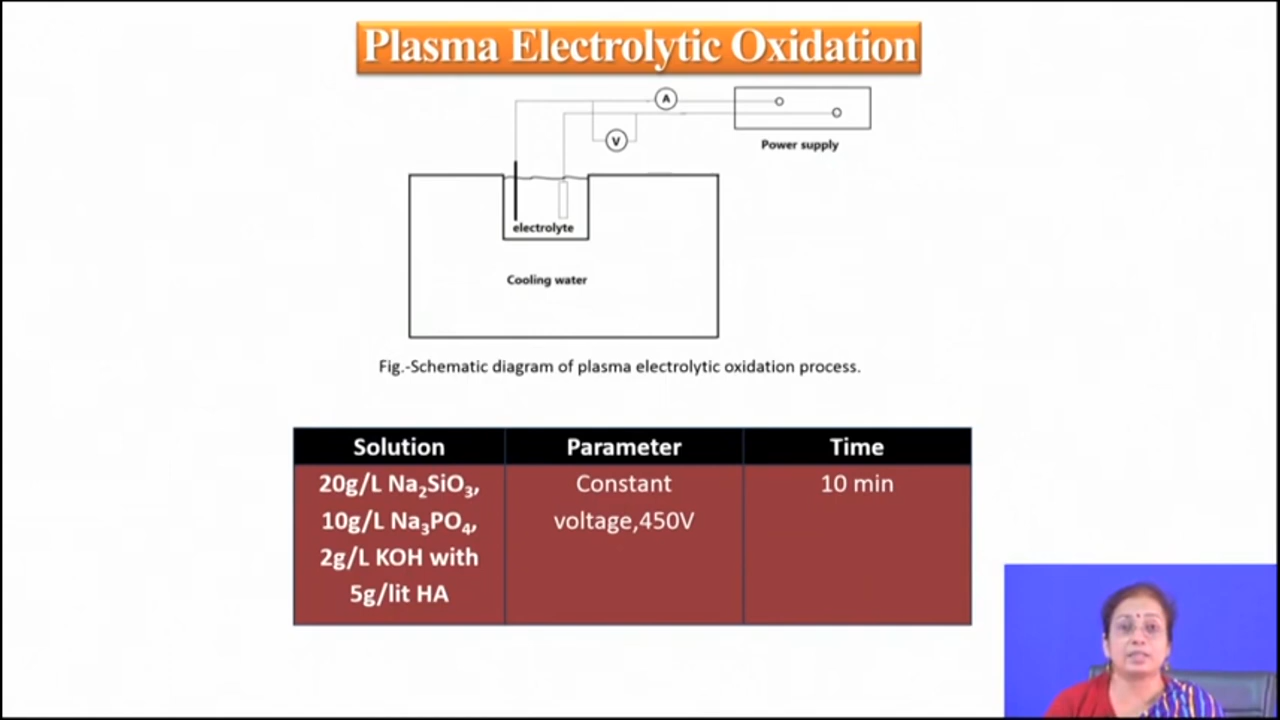 Plasma Electrolytic Oxidation
A
V
Power supply
electrolyte
Cooling water
Fig.-Schematic diagram of plasma electrolytic oxidation process.
Solution Parameter Time
20g/L Na₂SiO₃, Constant 10 min
10g/L Na₃PO₄, voltage,450V
2g/L KOH with
5g/lit HA